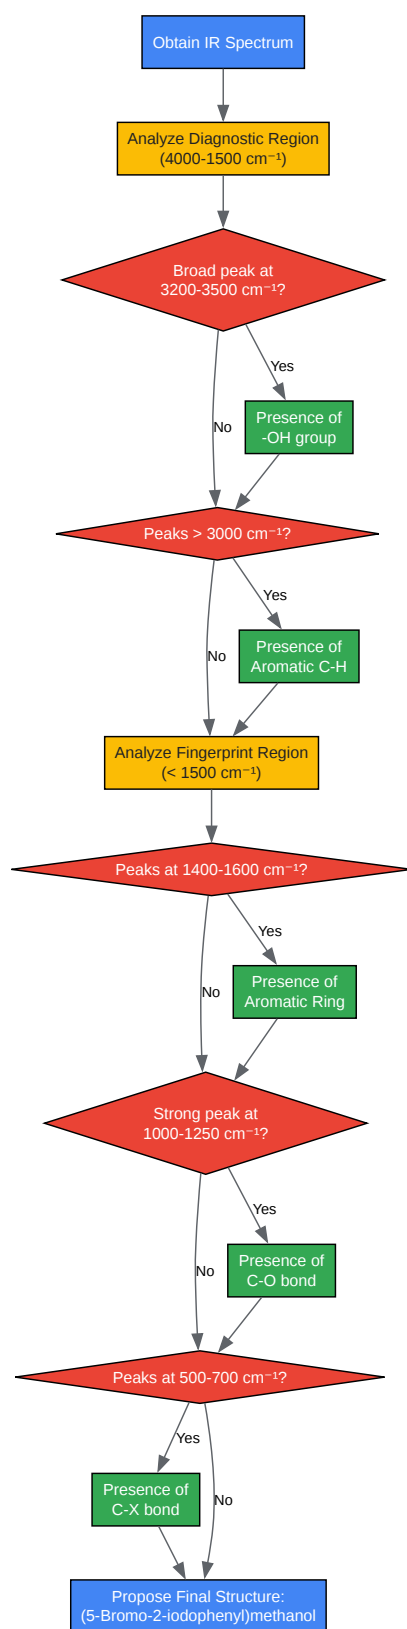 Obtain IR Spectrum
Analyze Diagnostic Region
(4000-1500 cm⁻¹)
Broad peak at
3200-3500 cm⁻¹?
Yes
No
Presence of
-OH group
Peaks > 3000 cm⁻¹?
Yes
No
Presence of
Aromatic C-H
Analyze Fingerprint Region
(< 1500 cm⁻¹)
Peaks at 1400-1600 cm⁻¹?
Yes
No
Presence of
Aromatic Ring
Strong peak at
1000-1250 cm⁻¹?
Yes
No
Presence of
C-O bond
Peaks at 500-700 cm⁻¹?
Yes
No
Presence of
C-X bond
Propose Final Structure:
(5-Bromo-2-iodophenyl)methanol